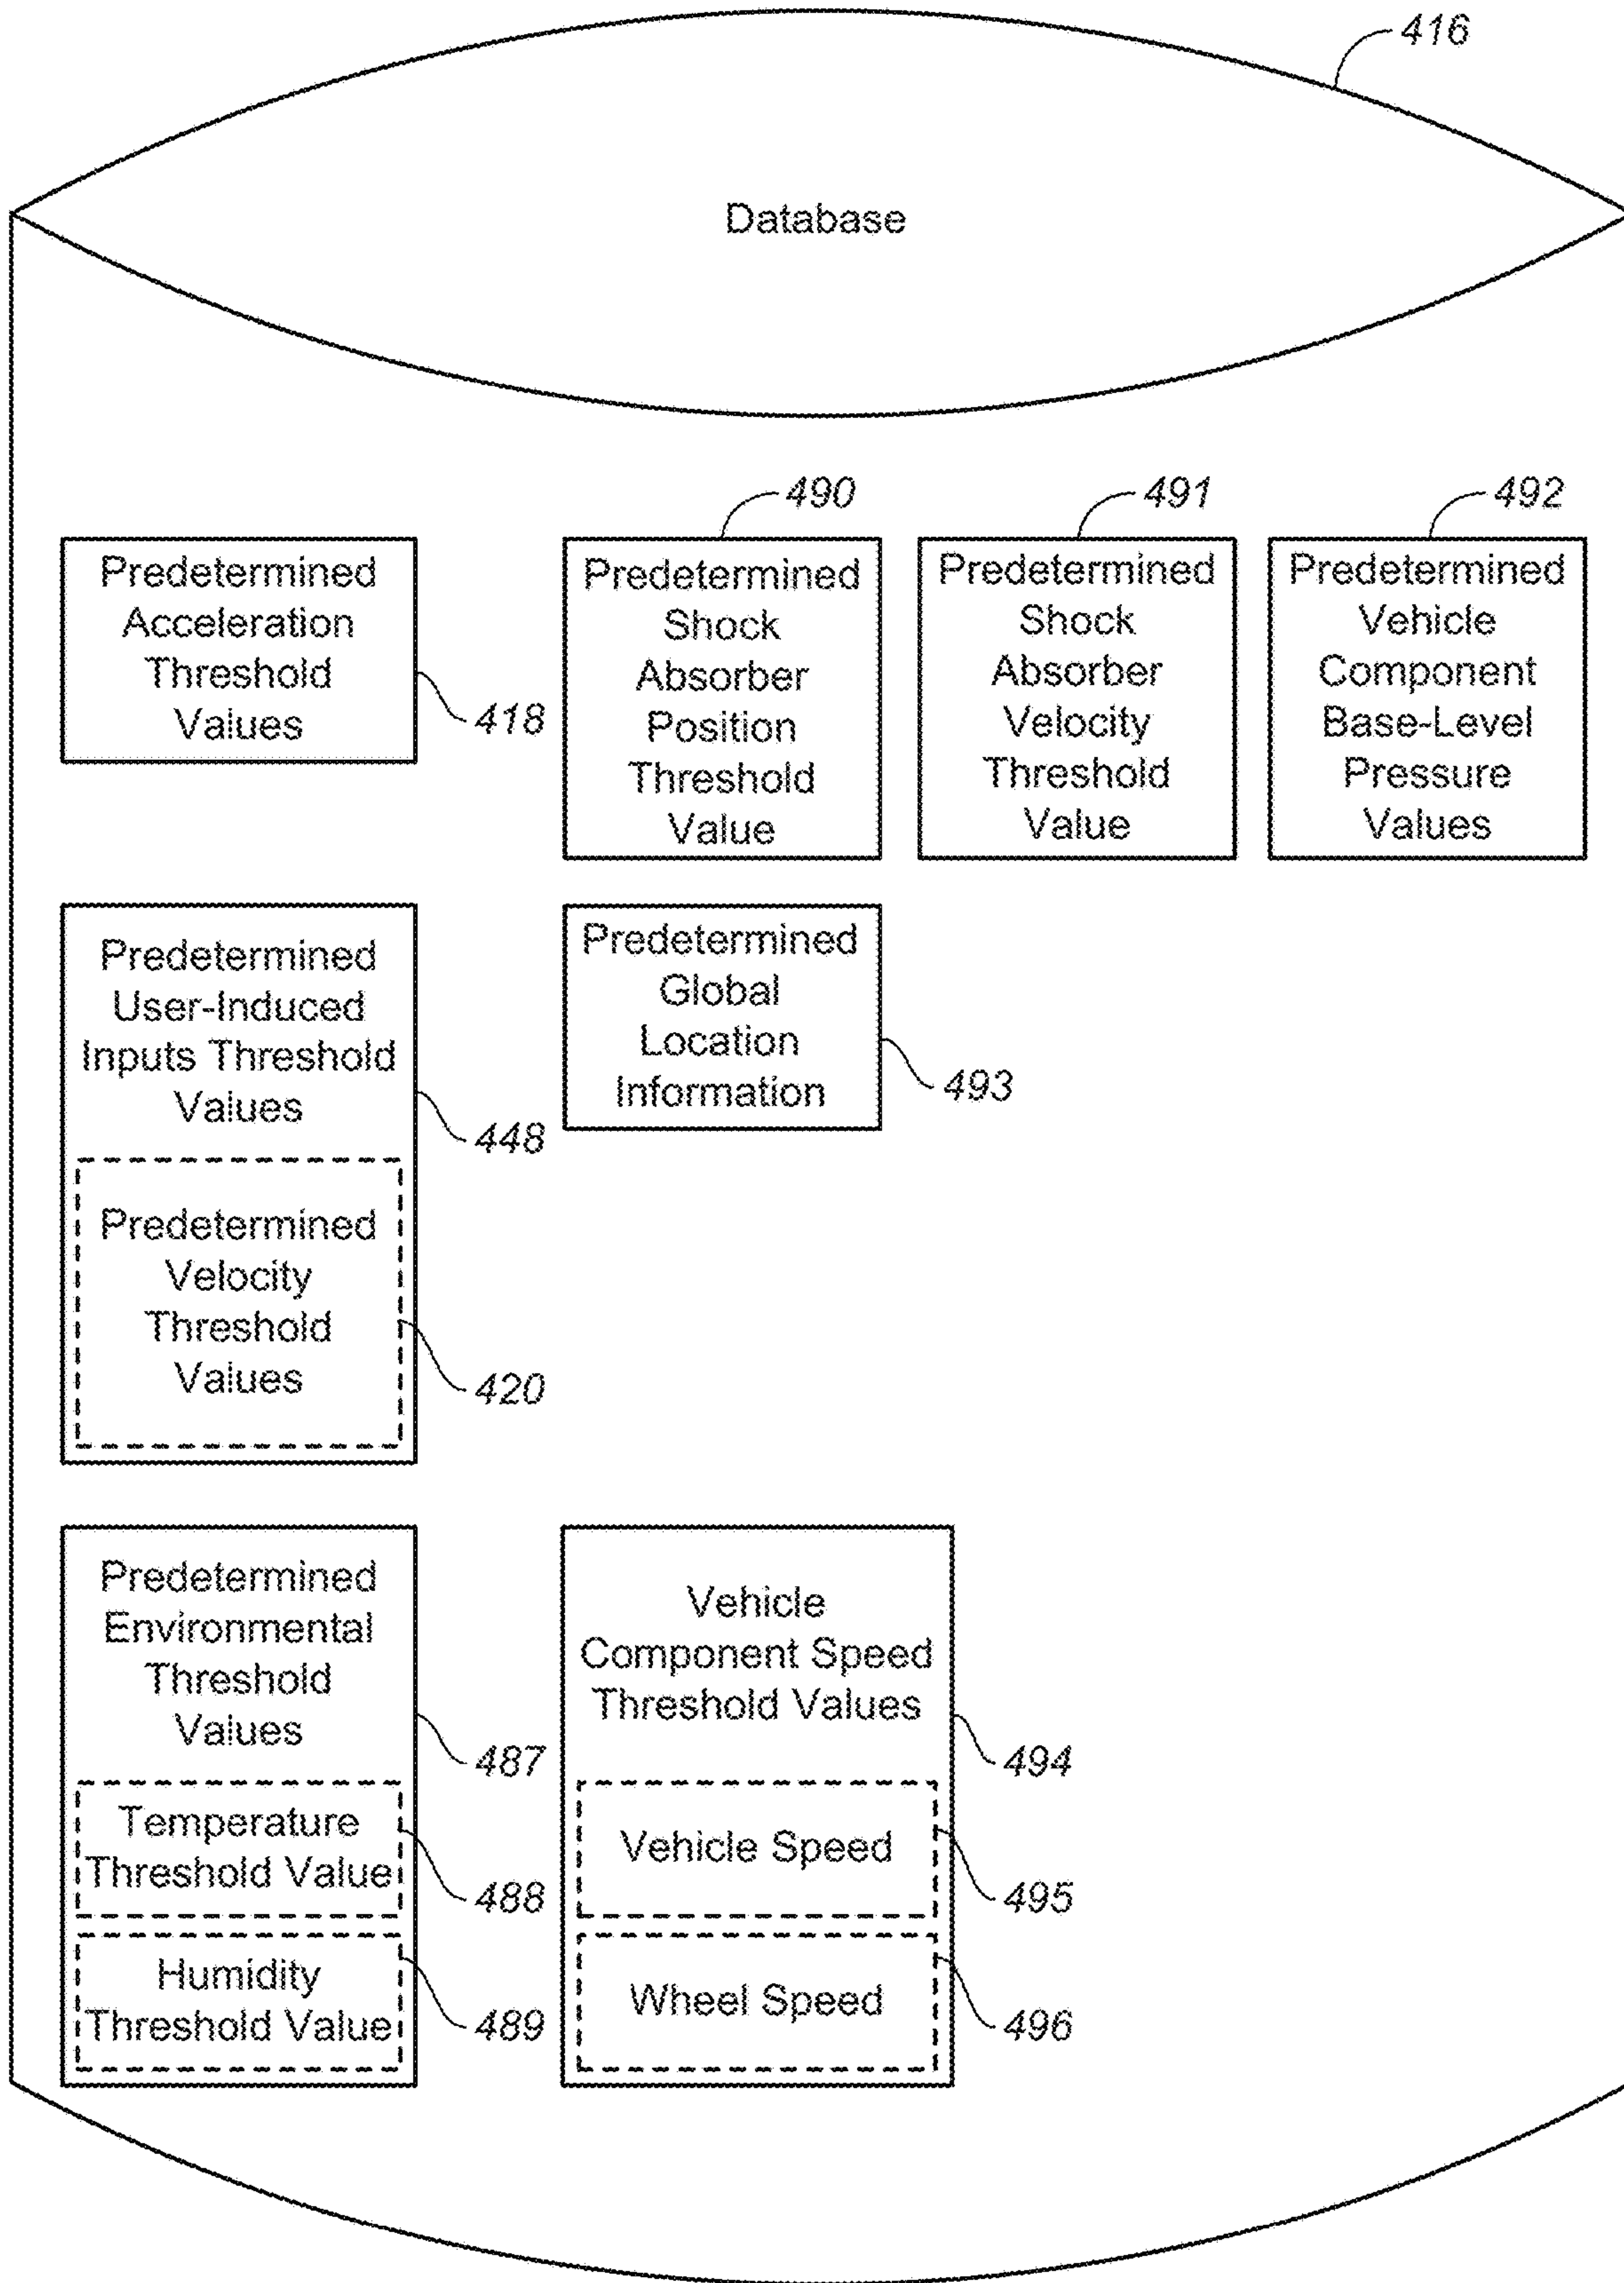 416
Database
490
491
492
Predetermined
Acceleration
Threshold
Values
418
Predetermined
Shock
Absorber
Position
Threshold
Value
Predetermined
Shock
Absorber
Velocity
Threshold
Value
Predetermined
Vehicle
Component
Base-Level
Pressure
Values
Predetermined
User-Induced
Inputs Threshold
Values
448
Predetermined
Velocity
Threshold
Values
420
Predetermined
Global
Location
Information
493
Predetermined
Environmental
Threshold
Values
487
Temperature
Threshold Value
488
Humidity
Threshold Value
489
Vehicle
Component Speed
Threshold Values
494
Vehicle Speed
495
Wheel Speed
496